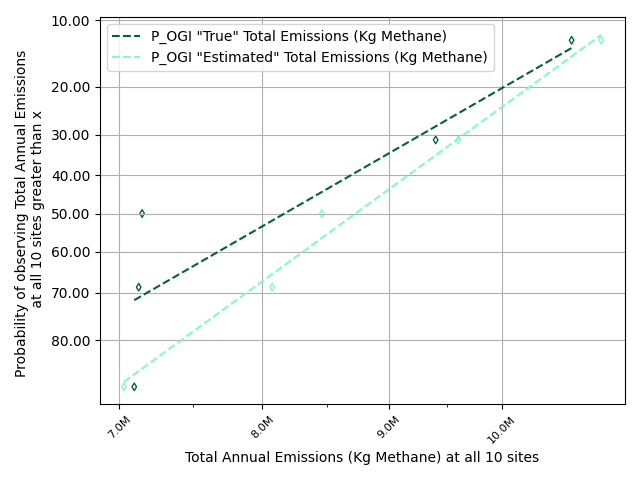 P_OGI "True" Total Emissions (Kg Methane)
P_OGI "Estimated" Total Emissions (Kg Methane)
Probability of observing Total Annual Emissions
at all 10 sites greater than x
10.00
20.00
30.00
40.00
50.00
60.00
70.00
80.00
7.0M
8.0M
9.0M
10.0M
Total Annual Emissions (Kg Methane) at all 10 sites